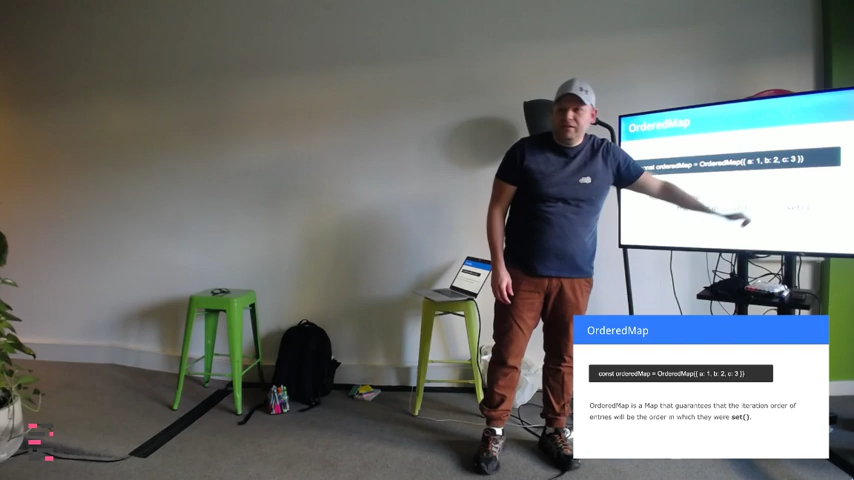 OrderedMap
const orderedMap = OrderedMap({ a: 1, b: 2, c: 3 })
set()
OrderedMap
const orderedMap = OrderedMap({ a: 1, b: 2, c: 3 })
OrderedMap is a Map that guarantees that the iteration order of
entries will be the order in which they were set().